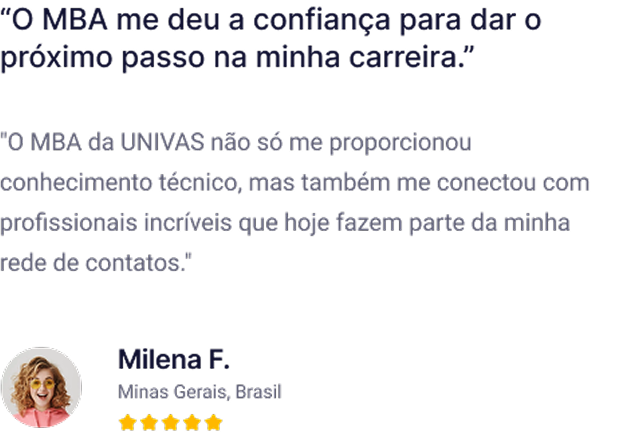 “O MBA me deu a confiança para dar o
próximo passo na minha carreira.”
"O MBA da UNIVAS não só me proporcionou
conhecimento técnico, mas também me conectou com
profissionais incríveis que hoje fazem parte da minha
rede de contatos."
Milena F.
Minas Gerais, Brasil